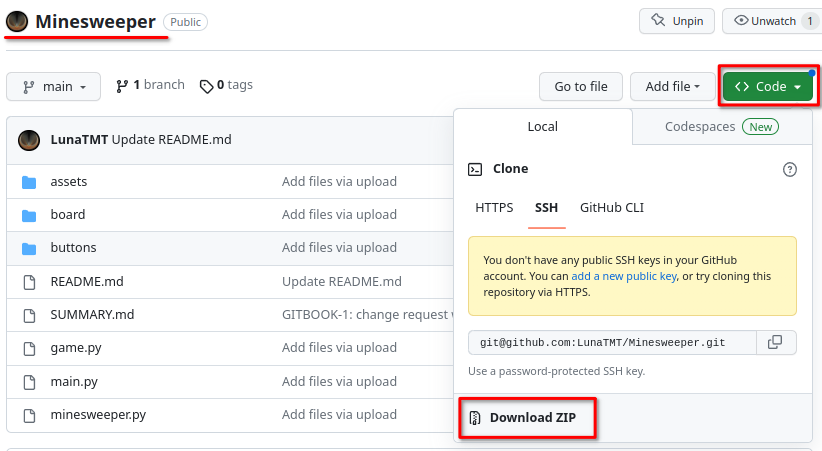 Minesweeper Public Unpin Unwatch 1
main 1 branch 0 tags Go to file Add file Code
LunaTMT Update README.md
assets Add files via upload
board Add files via upload
buttons Add files via upload
README.md Update README.md
SUMMARY.md GITBOOK-1: change request
game.py Add files via upload
main.py Add files via upload
minesweeper.py Add files via upload
Local Codespaces New
Clone
HTTPS SSH GitHub CLI
You don't have any public SSH keys in your GitHub
account. You can add a new public key, or try cloning this
repository via HTTPS.
git@github.com:LunaTMT/Minesweeper.git
Use a password-protected SSH key.
Download ZIP